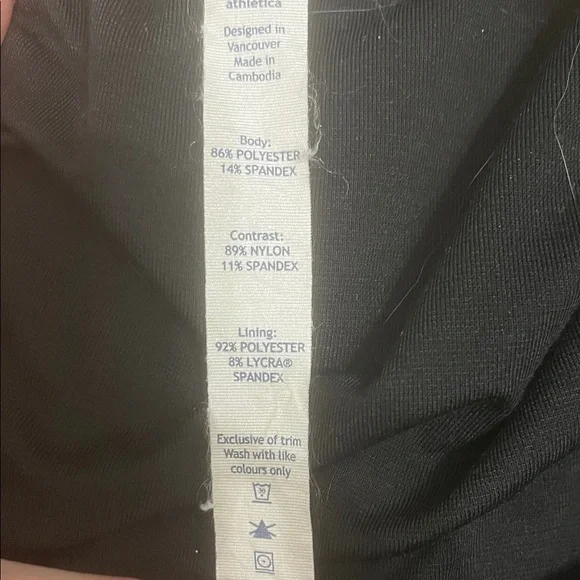 athletica
Designed in
Vancouver
Made in
Cambodia
Body:
86% POLYESTER
14% SPANDEX
Contrast:
89% NYLON
11% SPANDEX
Lining:
92% POLYESTER
8% LYCRA®
SPANDEX
Exclusive of trim
Wash with like
colours only
30